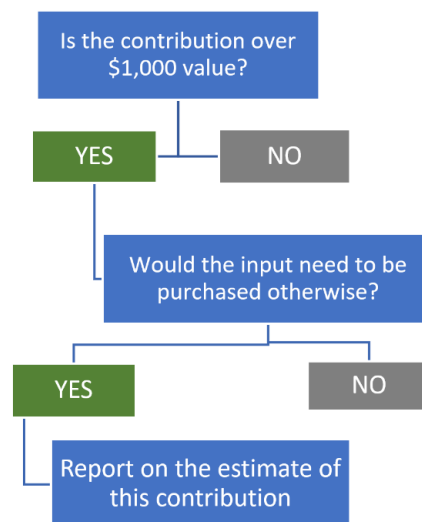 Is the contribution over
$1,000 value?
YES
NO
Would the input need to be
purchased otherwise?
YES
NO
Report on the estimate of
this contribution